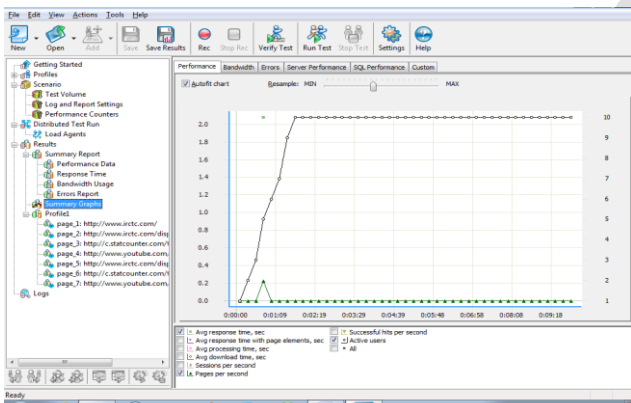 File Edit View Actions Tools Help
New Open Add Save Save Results Rec Stop Rec Verify Test Run Test Stop Test Settings Help
Getting Started
Profiles
Scenario
Test Volume
Log and Report Settings
Performance Counters
Distributed Test Run
Load Agents
Results
Summary Report
Performance Data
Response Time
Bandwidth Usage
Errors Report
Summary Graphs
Profile1
page_1: http://www.irctc.com/
page_2: http://www.irctc.com/disp
page_3: http://c.statcounter.com/t
page_4: http://www.youtube.com,
page_5: http://www.irctc.com/disp
page_6: http://c.statcounter.com/t
page_7: http://www.youtube.com,
Logs
Performance Bandwidth Errors Server Performance SQL Performance Custom
Autofit chart Resample: MIN MAX
2.0
1.8
1.6
1.4
1.2
1.0
0.8
0.6
0.4
0.2
0.0
10
9
8
7
6
5
4
3
2
1
0:00:00 0:01:09 0:02:19 0:03:29 0:04:39 0:05:48 0:06:58 0:08:08 0:09:18
Avg response time, sec
Avg response time with page elements, sec
Avg processing time, sec
Avg download time, sec
Sessions per second
Pages per second
Successful hits per second
Active users
All
Ready